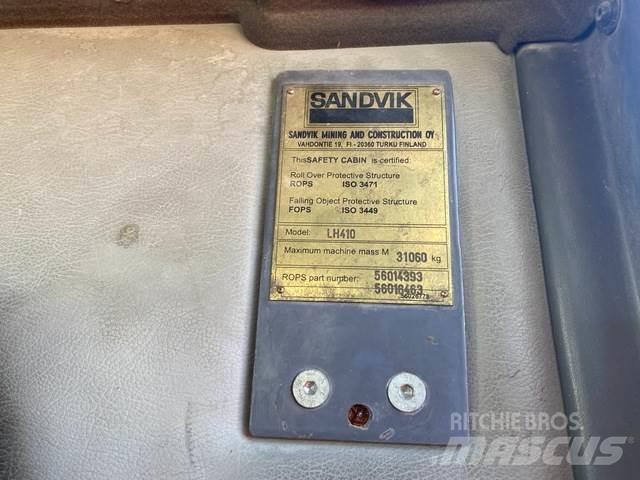 SANDVIK
SANDVIK MINING AND CONSTRUCTION OY
VAHDONTIE 19, FI - 20360 TURKU FINLAND
This SAFETY CABIN is certified:
Roll Over Protective Structure
ROPS ISO 3471
Falling Object Protective Structure
FOPS ISO 3449
Model: LH410
Maximum machine mass M 31060 kg
ROPS part number: 56014393
56016463
56026778
RITCHIE BROS.
MASCUS